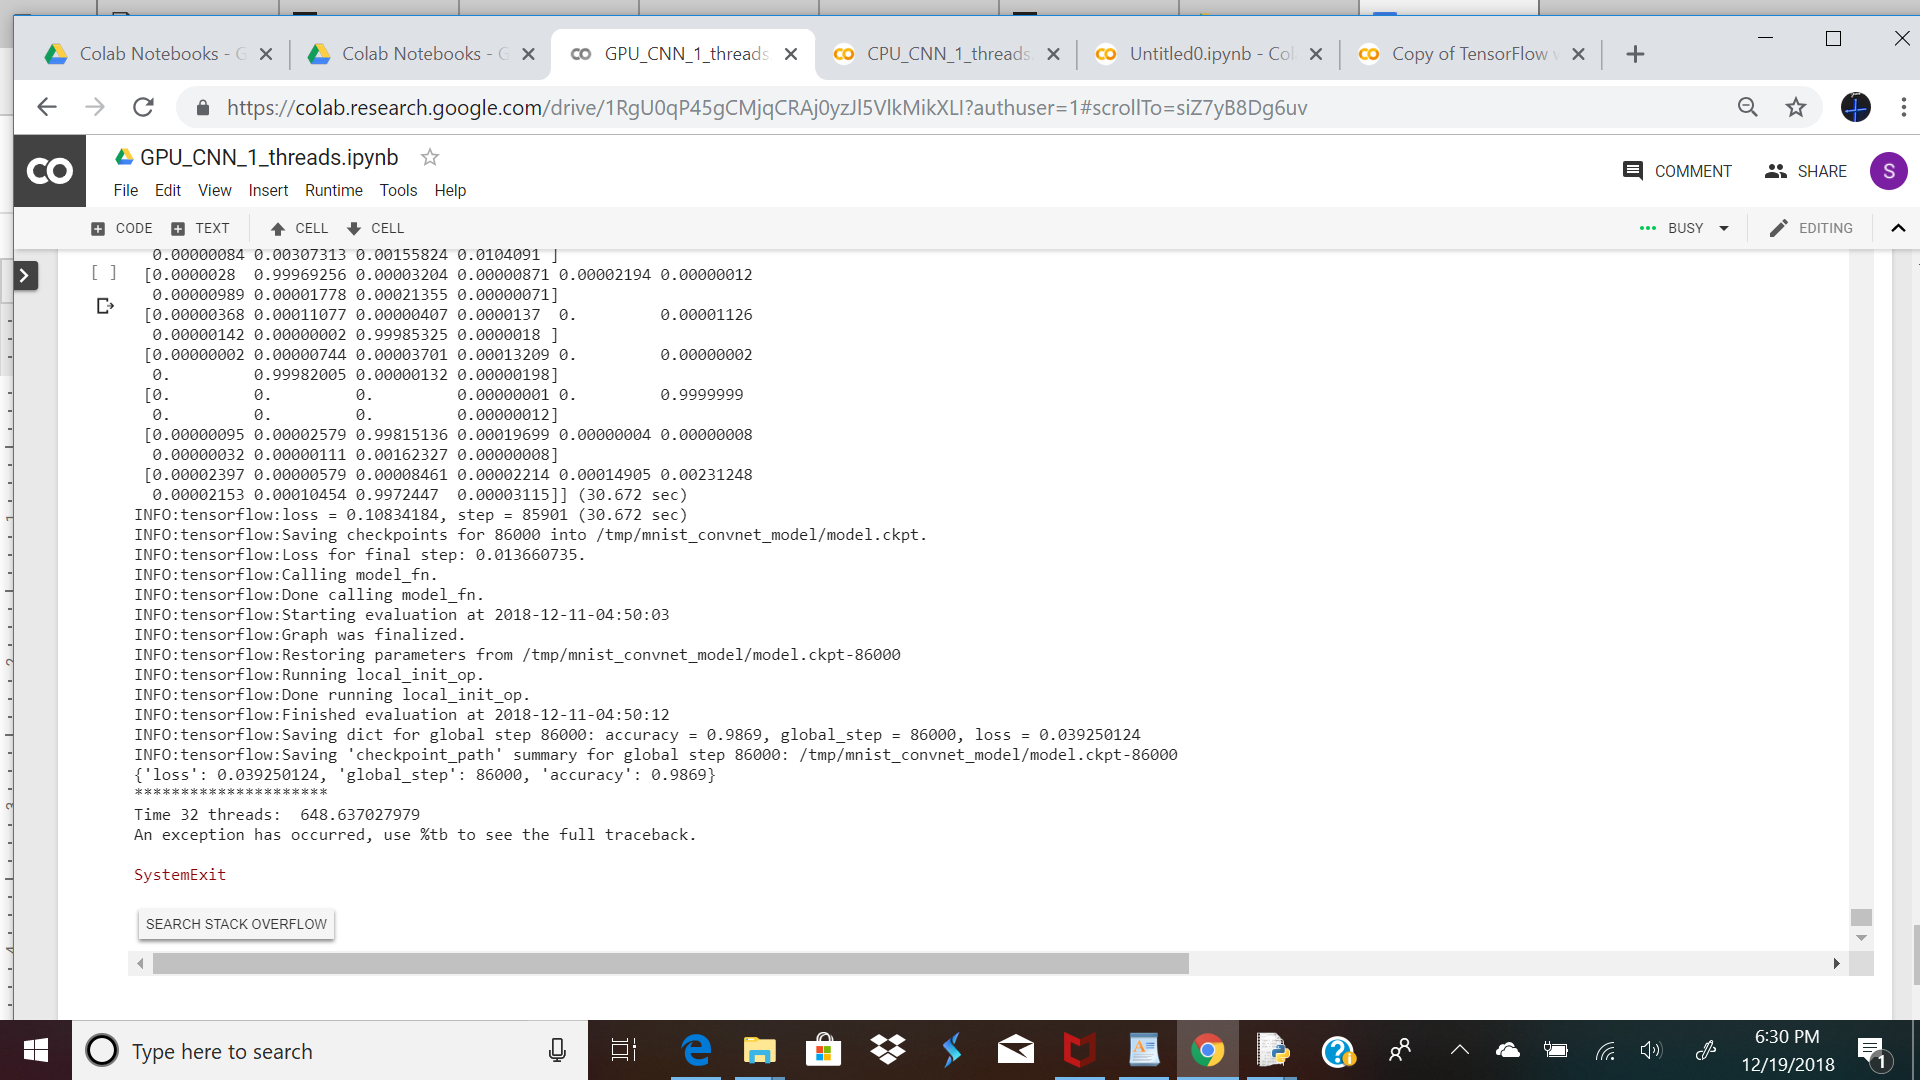 Colab Notebooks - G
Colab Notebooks - G
GPU_CNN_1_threads.
CPU_CNN_1_threads.
Untitled0.ipynb - Col
Copy of TensorFlow w
https://colab.research.google.com/drive/1RgU0qP45gCMjqCRAj0yzJl5VlkMikXLI?authuser=1#scrollTo=siZ7yB8Dg6uv
CO
GPU_CNN_1_threads.ipynb
COMMENT
SHARE
S
File Edit View Insert Runtime Tools Help
CODE TEXT CELL CELL
BUSY
EDITING
0.00000084 0.00307313 0.00155824 0.0104091 ]
[ ]
[0.0000028  0.99969256 0.00003204 0.00000871 0.00002194 0.00000012
0.00000989 0.00001778 0.00021355 0.00000071]
[0.00000368 0.00011077 0.00000407 0.0000137  0.         0.00001126
0.00000142 0.00000002 0.99985325 0.0000018 ]
[0.00000002 0.00000744 0.00003701 0.00013209 0.         0.00000002
0.         0.99982005 0.00000132 0.00000198]
[0.         0.         0.         0.00000001 0.         0.9999999
0.         0.         0.         0.00000012]
[0.00000095 0.00002579 0.99815136 0.00019699 0.00000004 0.00000008
0.00000032 0.00000111 0.00162327 0.00000008]
[0.00002397 0.00000579 0.00008461 0.00002214 0.00014905 0.00231248
0.00002153 0.00010454 0.9972447  0.00003115]] (30.672 sec)
INFO:tensorflow:loss = 0.10834184, step = 85901 (30.672 sec)
INFO:tensorflow:Saving checkpoints for 86000 into /tmp/mnist_convnet_model/model.ckpt.
INFO:tensorflow:Loss for final step: 0.013660735.
INFO:tensorflow:Calling model_fn.
INFO:tensorflow:Done calling model_fn.
INFO:tensorflow:Starting evaluation at 2018-12-11-04:50:03
INFO:tensorflow:Graph was finalized.
INFO:tensorflow:Restoring parameters from /tmp/mnist_convnet_model/model.ckpt-86000
INFO:tensorflow:Running local_init_op.
INFO:tensorflow:Done running local_init_op.
INFO:tensorflow:Finished evaluation at 2018-12-11-04:50:12
INFO:tensorflow:Saving dict for global step 86000: accuracy = 0.9869, global_step = 86000, loss = 0.039250124
INFO:tensorflow:Saving 'checkpoint_path' summary for global step 86000: /tmp/mnist_convnet_model/model.ckpt-86000
{'loss': 0.039250124, 'global_step': 86000, 'accuracy': 0.9869}
*********************
Time 32 threads:  648.637027979
An exception has occurred, use %tb to see the full traceback.
SystemExit
SEARCH STACK OVERFLOW
Type here to search
6:30 PM
12/19/2018
1